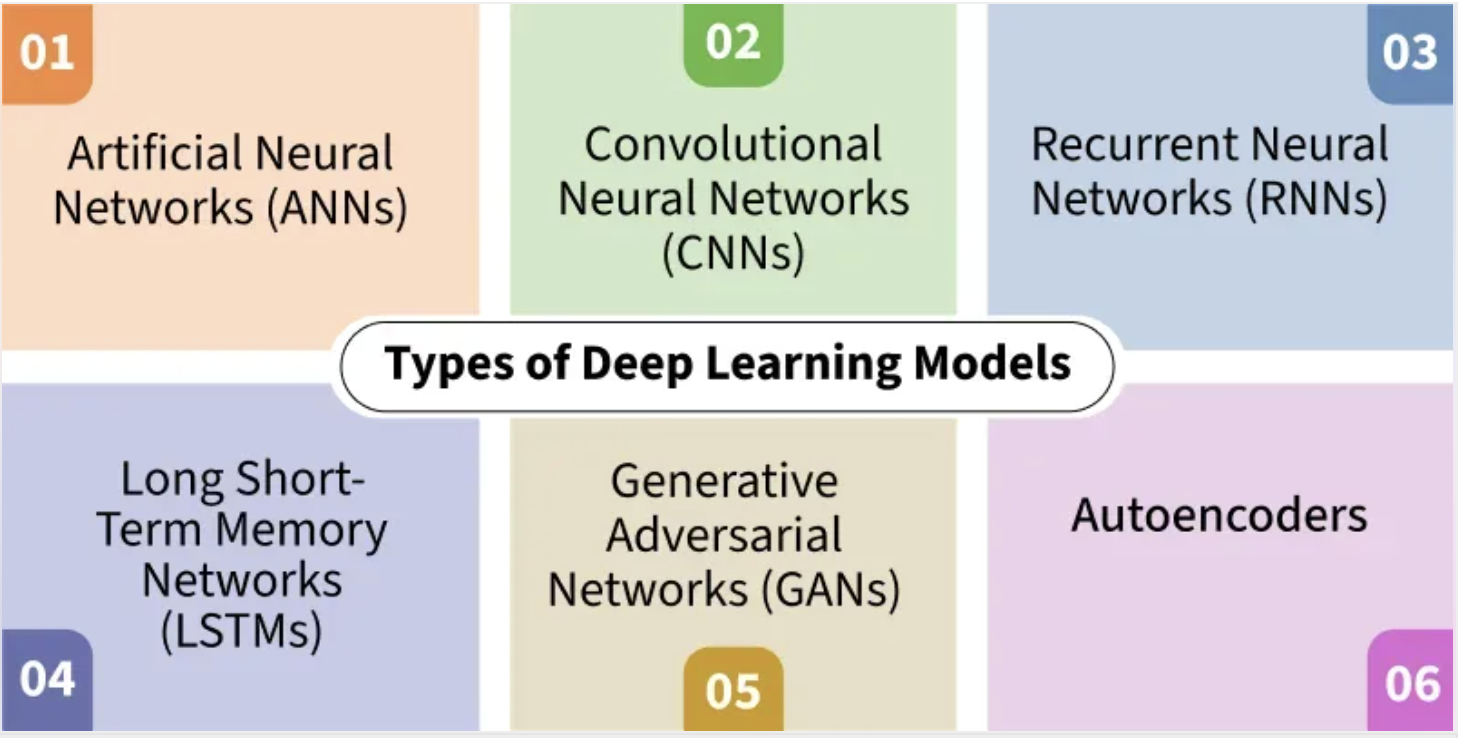 01
Artificial Neural
Networks (ANNs)
02
Convolutional
Neural Networks
(CNNs)
03
Recurrent Neural
Networks (RNNs)
Types of Deep Learning Models
Long Short-
Term Memory
Networks
(LSTMs)
04
Generative
Adversarial
Networks (GANs)
05
Autoencoders
06